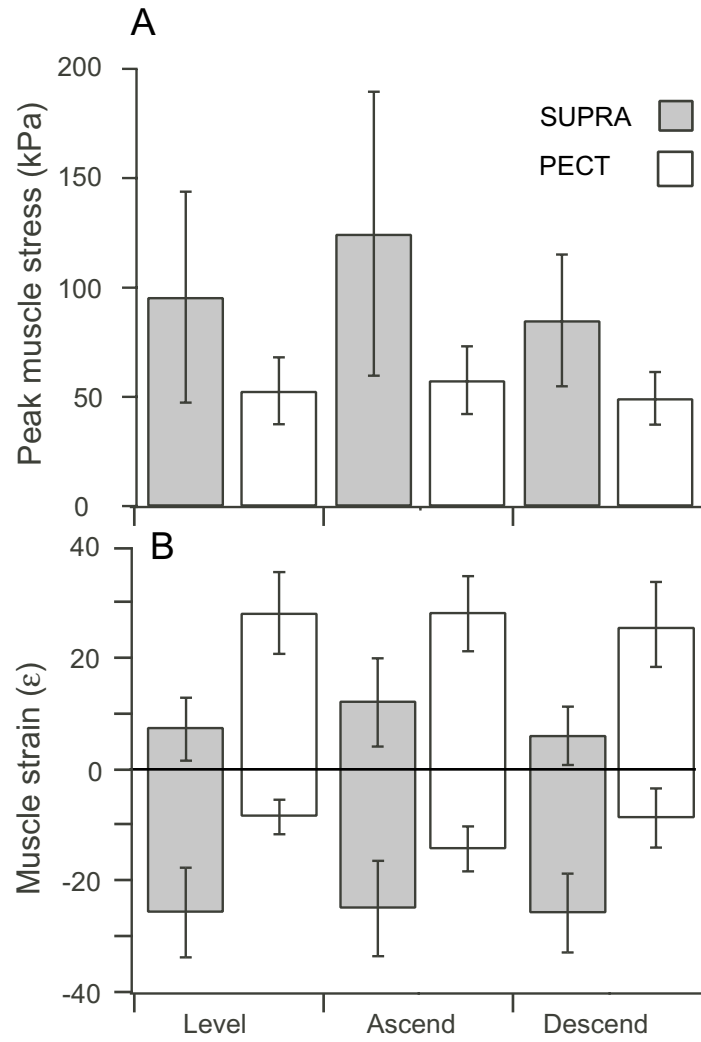 A
Peak muscle stress (kPa)
200
150
100
50
0
SUPRA
PECT
B
Muscle strain (ε)
40
20
0
-20
-40
Level
Ascend
Descend